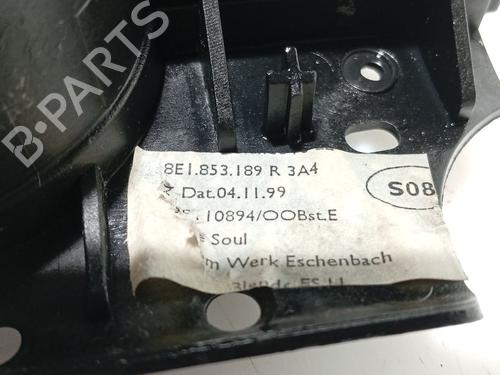 B-PARTS
8E1.853.189 R 3A4
Dat.04.11.99
10894/OOBst.E
Soul
Werk Eschenbach
S08